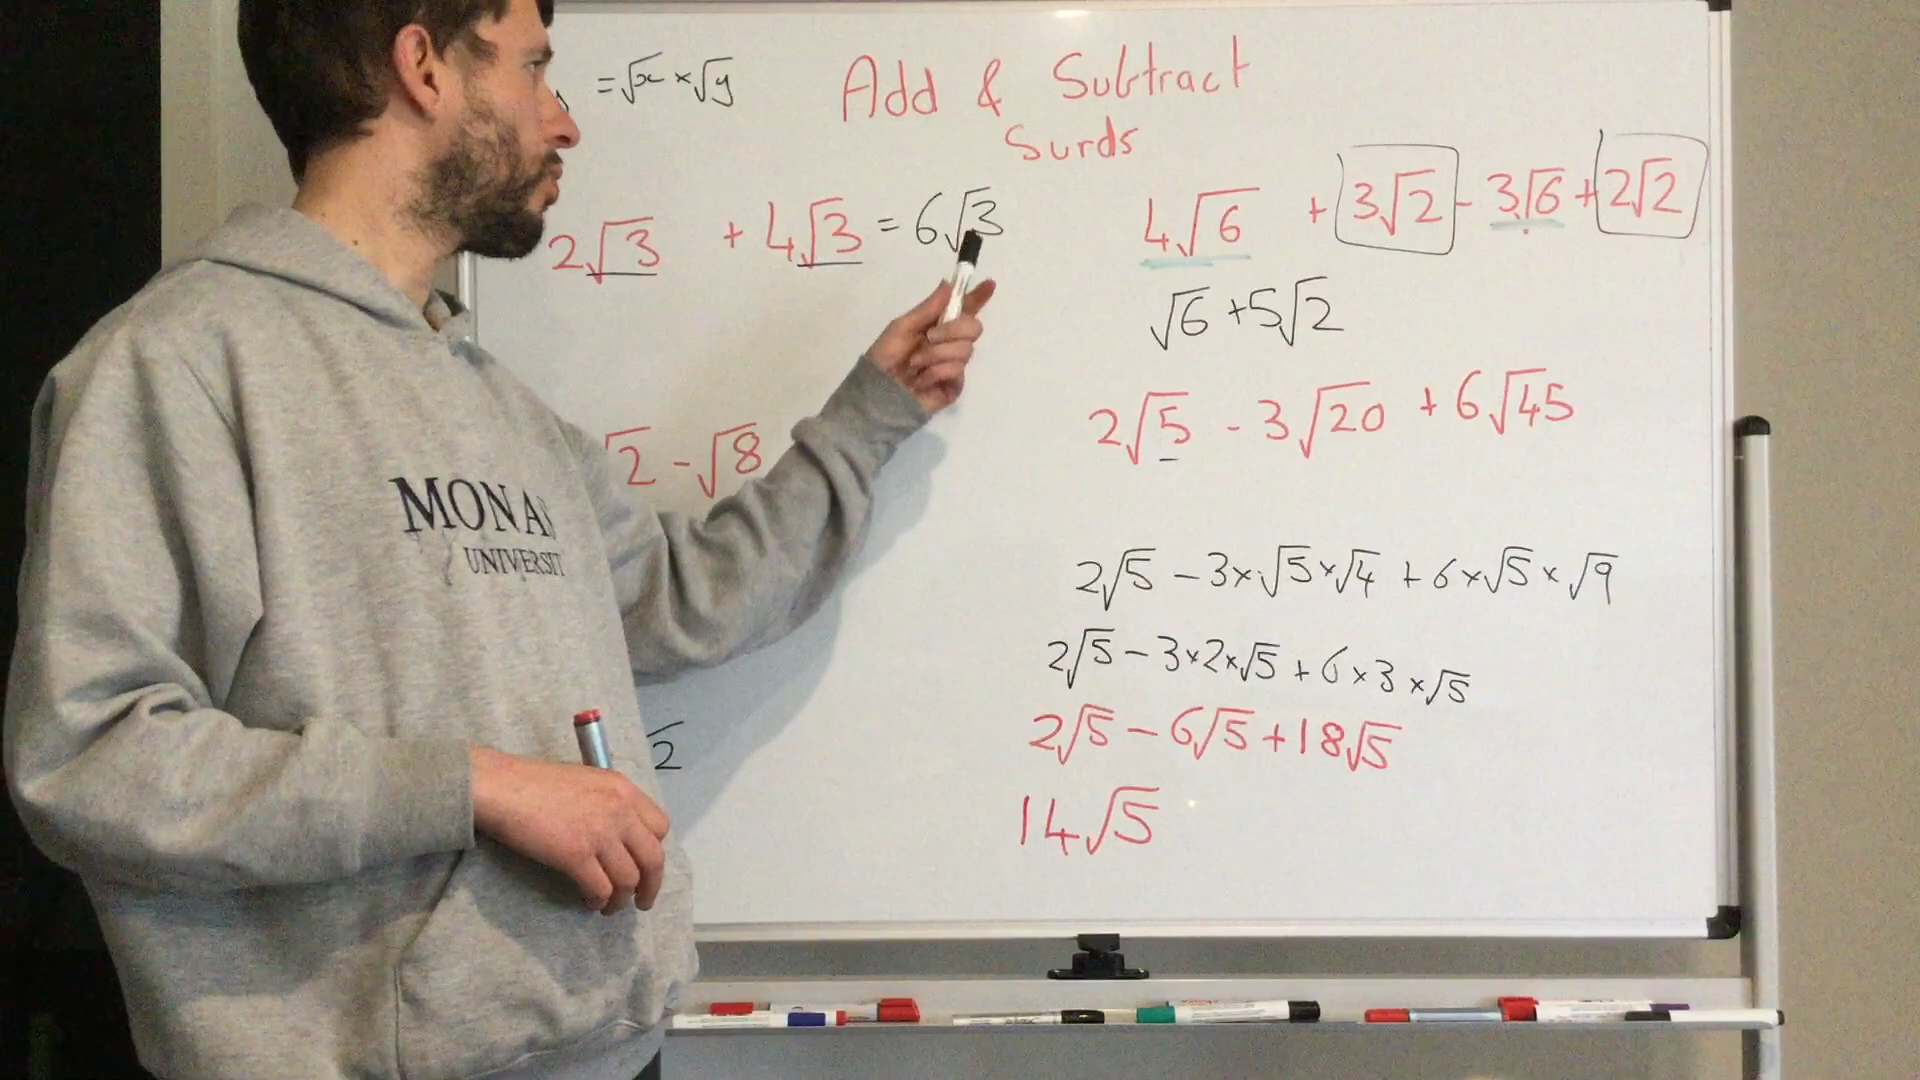 = √x × √y
Add & Subtract
Surds
2√3 + 4√3 = 6√3
√2 - √8
√2
4√6 + 3√2 - 3√6 + 2√2
√6 + 5√2
2√5 - 3√20 + 6√45
2√5 - 3×√5×√4 + 6×√5×√9
2√5 - 3×2×√5 + 6×3×√5
2√5 - 6√5 + 18√5
14√5
MONA
UNIVERSIT